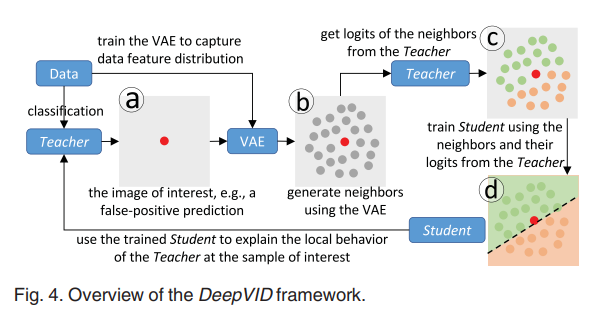 train the VAE to capture
data feature distribution
get logits of the neighbors
from the Teacher
c
Data
Teacher
classification
a
b
Teacher
VAE
train Student using the
neighbors and their
logits from the Teacher
the image of interest, e.g., a
false-positive prediction
generate neighbors
using the VAE
d
Student
use the trained Student to explain the local behavior
of the Teacher at the sample of interest
Fig. 4. Overview of the DeepVID framework.